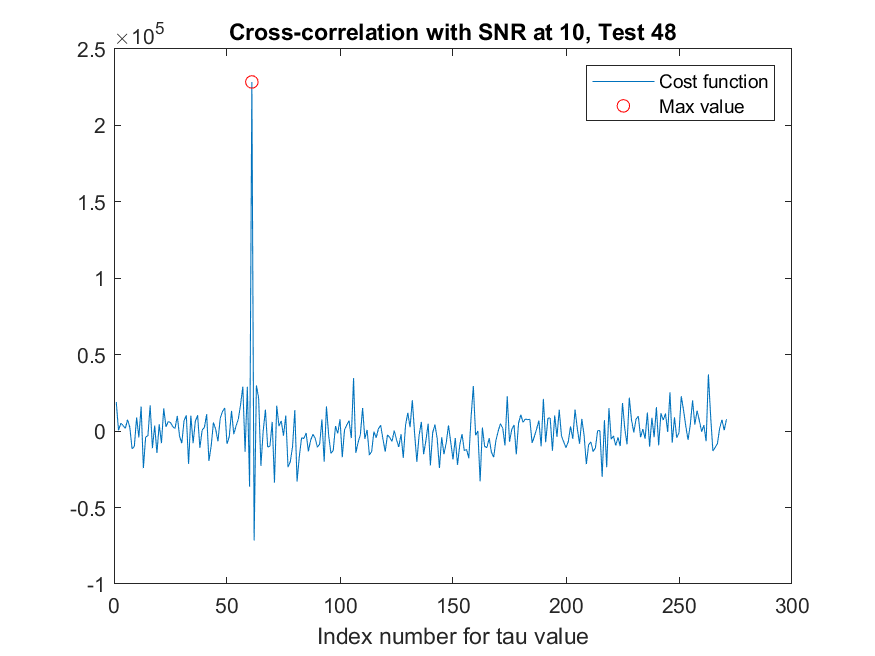 Cross-correlation with SNR at 10, Test 48
×10^5
2.5
2
1.5
1
0.5
0
-0.5
-1
0 50 100 150 200 250 300
Index number for tau value
Cost function
Max value